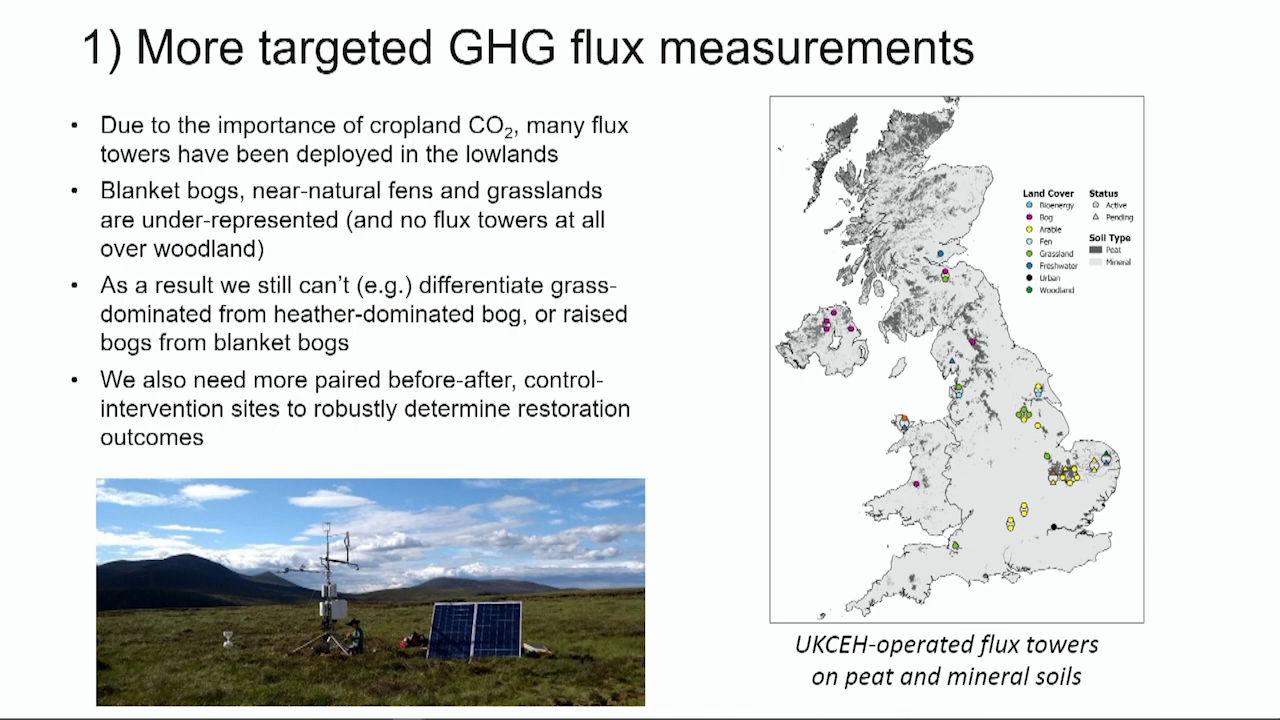 1) More targeted GHG flux measurements
• Due to the importance of cropland CO₂, many flux
towers have been deployed in the lowlands
• Blanket bogs, near-natural fens and grasslands
are under-represented (and no flux towers at all
over woodland)
• As a result we still can’t (e.g.) differentiate grass-
dominated from heather-dominated bog, or raised
bogs from blanket bogs
• We also need more paired before-after, control-
intervention sites to robustly determine restoration
outcomes
Land Cover
Bioenergy
Bog
Arable
Fen
Grassland
Freshwater
Urban
Woodland
Status
Active
Pending
Soil Type
Peat
Mineral
UKCEH-operated flux towers
on peat and mineral soils